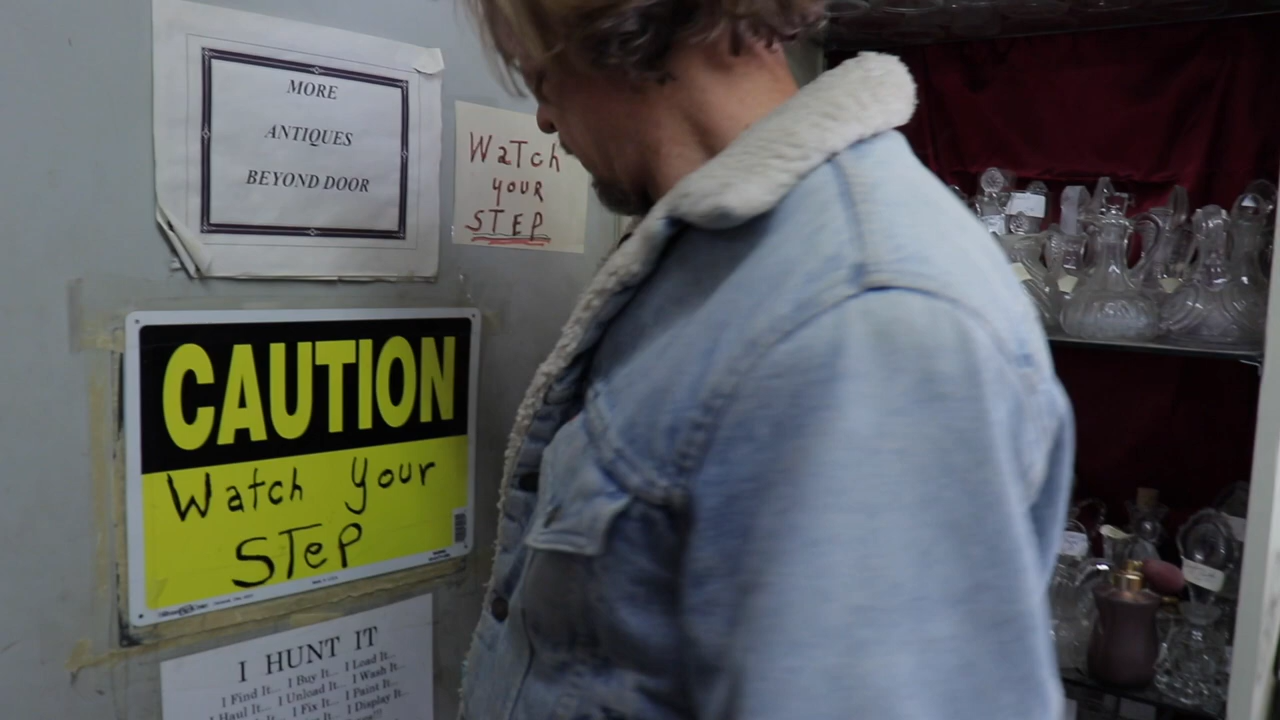 MORE
ANTIQUES
BEYOND DOOR
Watch
your
STEP
CAUTION
Watch Your
STeP
I HUNT IT
I Find It... I Buy It... I Load It...
I Haul It... I Unload It... I Wash It...
I Fix It... I Paint It...
I Display It...